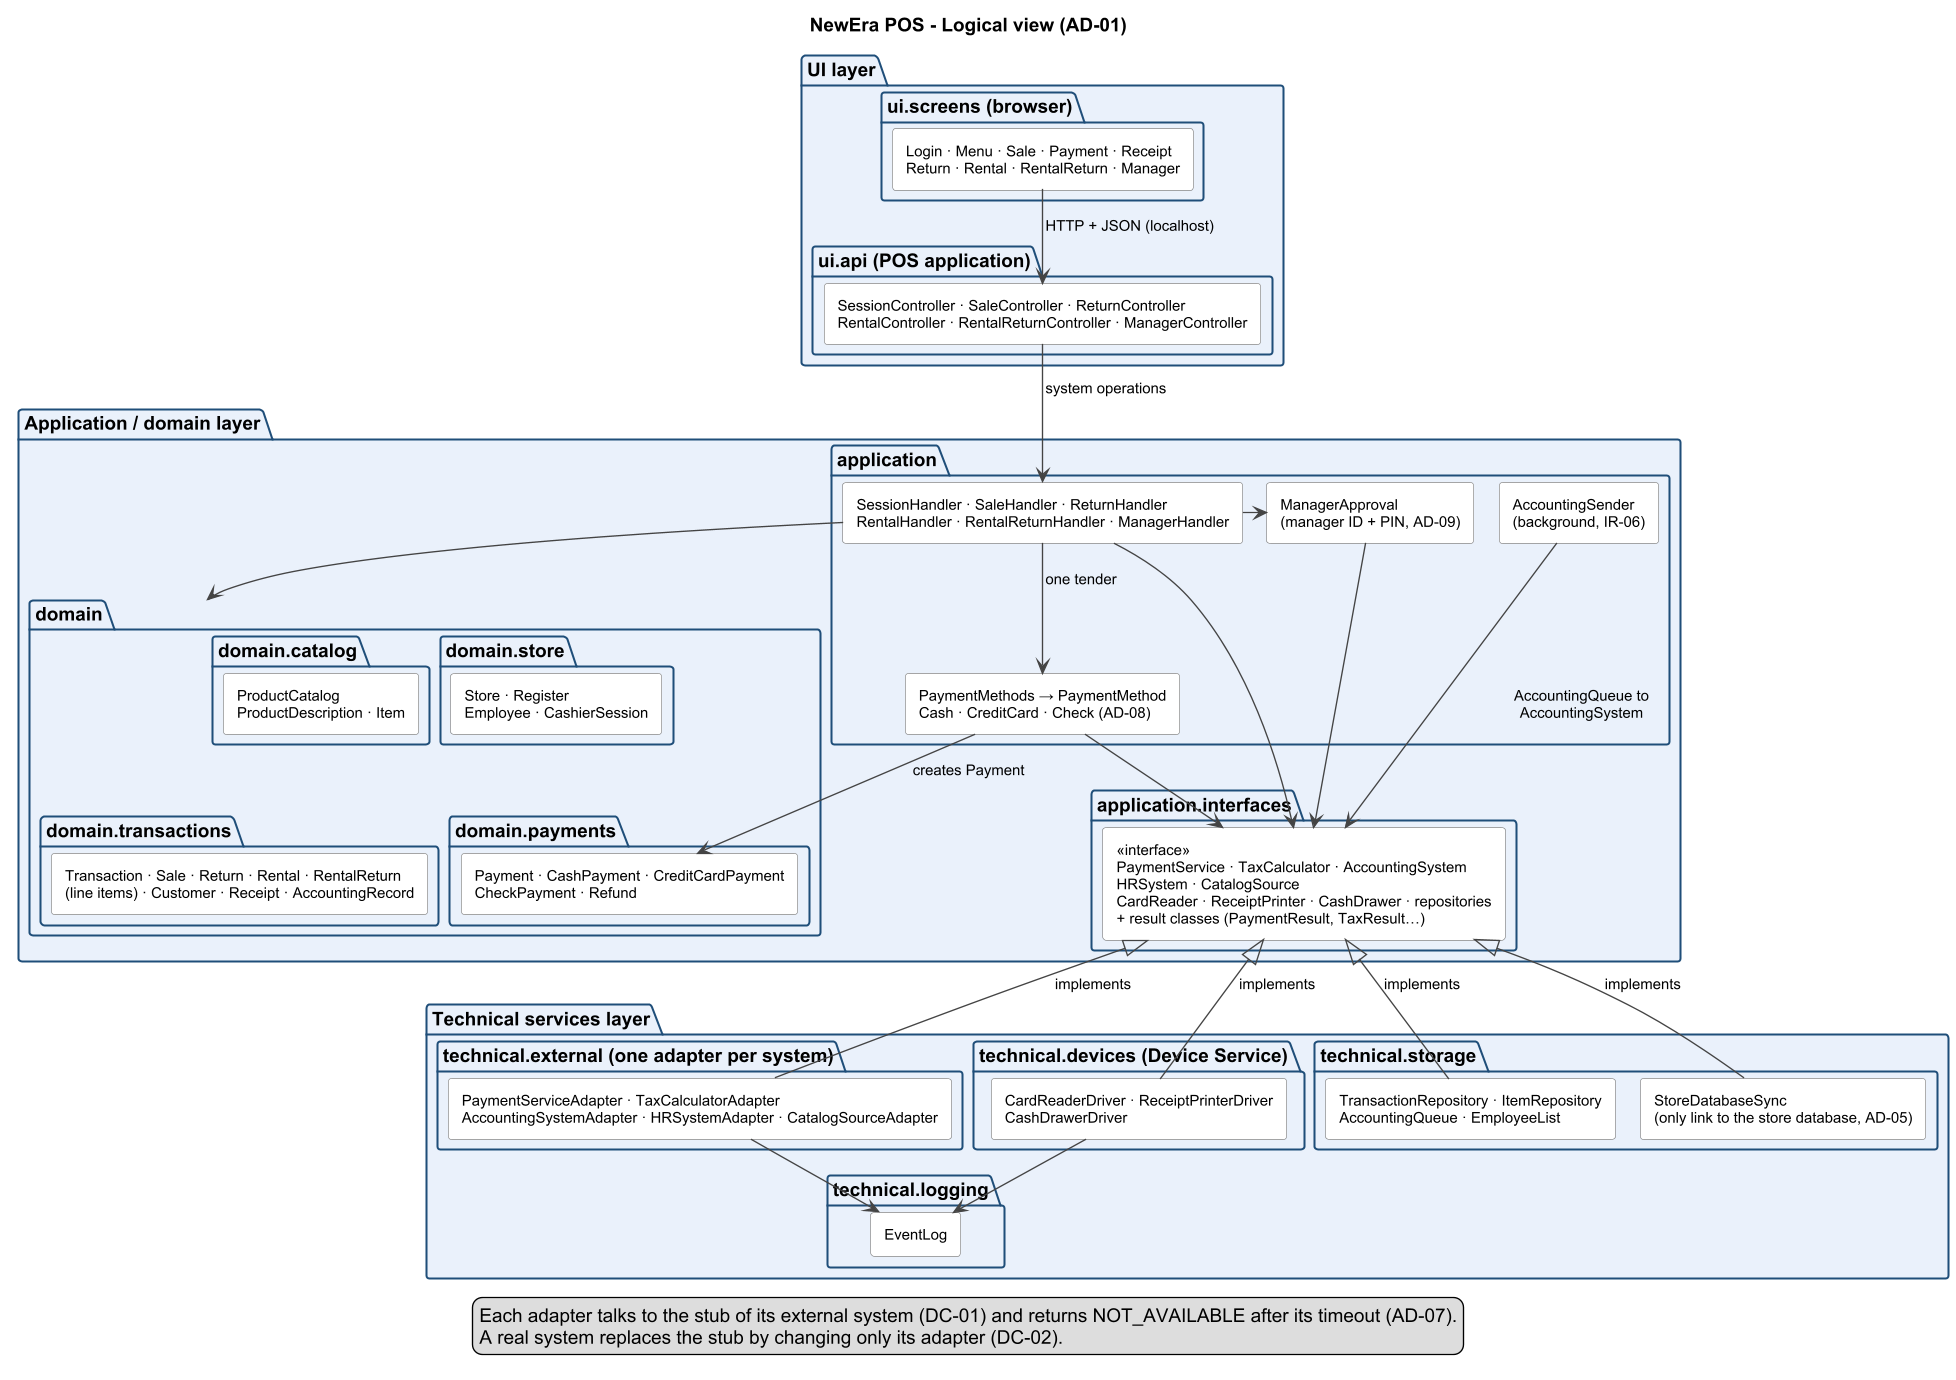 NewEra POS - Logical view (AD-01)
UI layer
ui.screens (browser)
Login · Menu · Sale · Payment · Receipt
Return · Rental · RentalReturn · Manager
HTTP + JSON (localhost)
ui.api (POS application)
SessionController · SaleController · ReturnController
RentalController · RentalReturnController · ManagerController
system operations
Application / domain layer
application
SessionHandler · SaleHandler · ReturnHandler
RentalHandler · RentalReturnHandler · ManagerHandler
ManagerApproval
(manager ID + PIN, AD-09)
AccountingSender
(background, IR-06)
one tender
domain
domain.catalog
ProductCatalog
ProductDescription · Item
domain.store
Store · Register
Employee · CashierSession
PaymentMethods → PaymentMethod
Cash · CreditCard · Check (AD-08)
AccountingQueue to
AccountingSystem
creates Payment
domain.transactions
Transaction · Sale · Return · Rental · RentalReturn
(line items) · Customer · Receipt · AccountingRecord
domain.payments
Payment · CashPayment · CreditCardPayment
CheckPayment · Refund
application.interfaces
«interface»
PaymentService · TaxCalculator · AccountingSystem
HRSystem · CatalogSource
CardReader · ReceiptPrinter · CashDrawer · repositories
+ result classes (PaymentResult, TaxResult…)
implements
implements
implements
implements
Technical services layer
technical.external (one adapter per system)
PaymentServiceAdapter · TaxCalculatorAdapter
AccountingSystemAdapter · HRSystemAdapter · CatalogSourceAdapter
technical.devices (Device Service)
CardReaderDriver · ReceiptPrinterDriver
CashDrawerDriver
technical.storage
TransactionRepository · ItemRepository
AccountingQueue · EmployeeList
StoreDatabaseSync
(only link to the store database, AD-05)
technical.logging
EventLog
Each adapter talks to the stub of its external system (DC-01) and returns NOT_AVAILABLE after its timeout (AD-07).
A real system replaces the stub by changing only its adapter (DC-02).